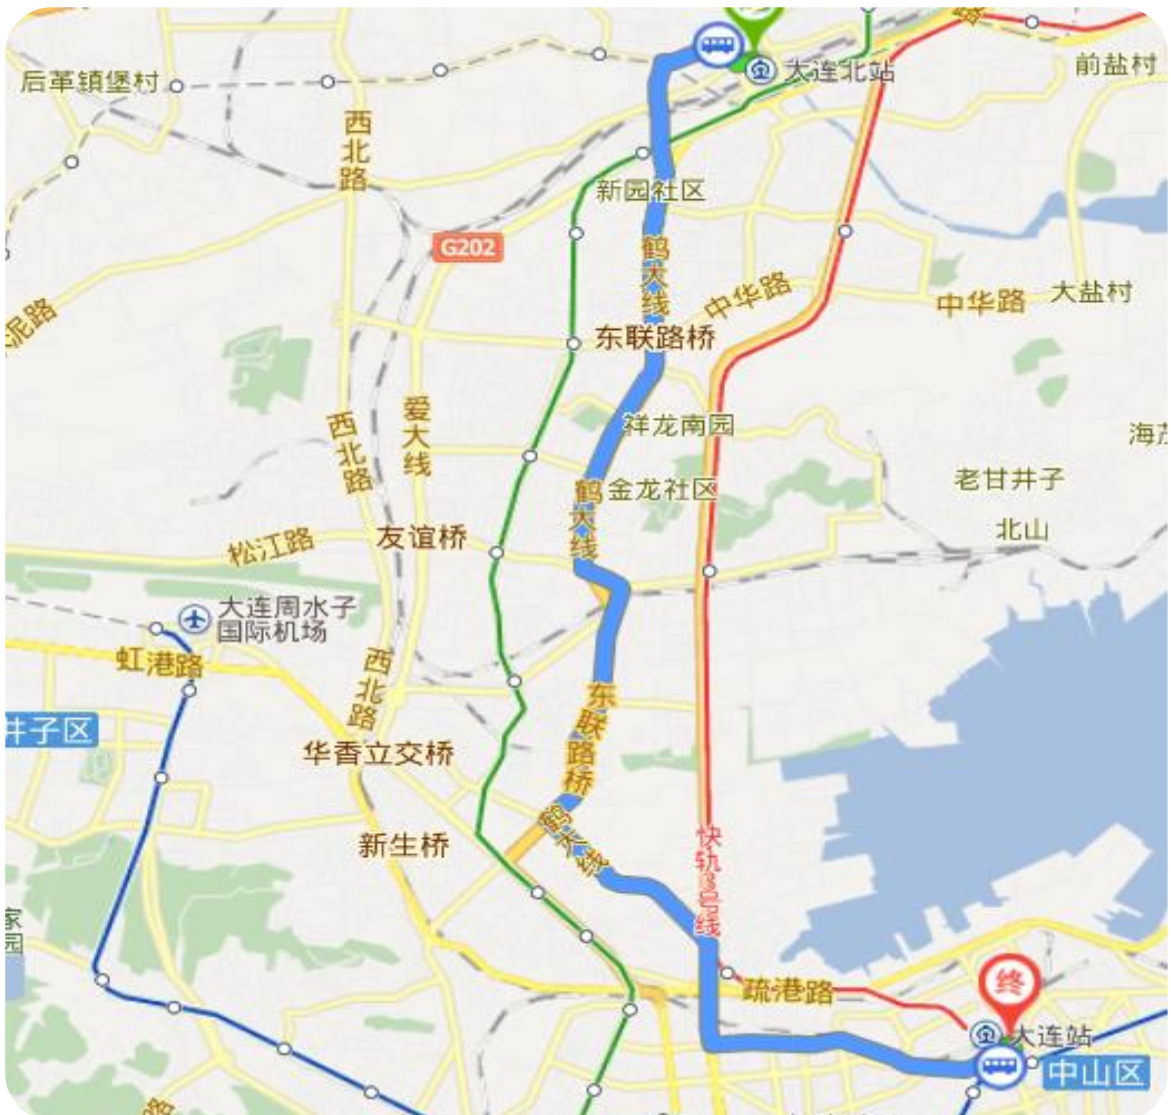 路
大连北站
前盐村
后革镇堡村
西北路
新园社区
G202
鹤大线
中华路
大盐村
中华路
泥路
东联路桥
爱大线
祥龙南园
西北路
海茂
金龙社区
老甘井子
鹤大线
北山
友谊桥
松江路
大连周水子
国际机场
虹港路
西北路
东联路桥
井子区
华香立交桥
鹤大线
新生桥
快轨3号线
家
园
终
疏港路
大连站
中山区
路